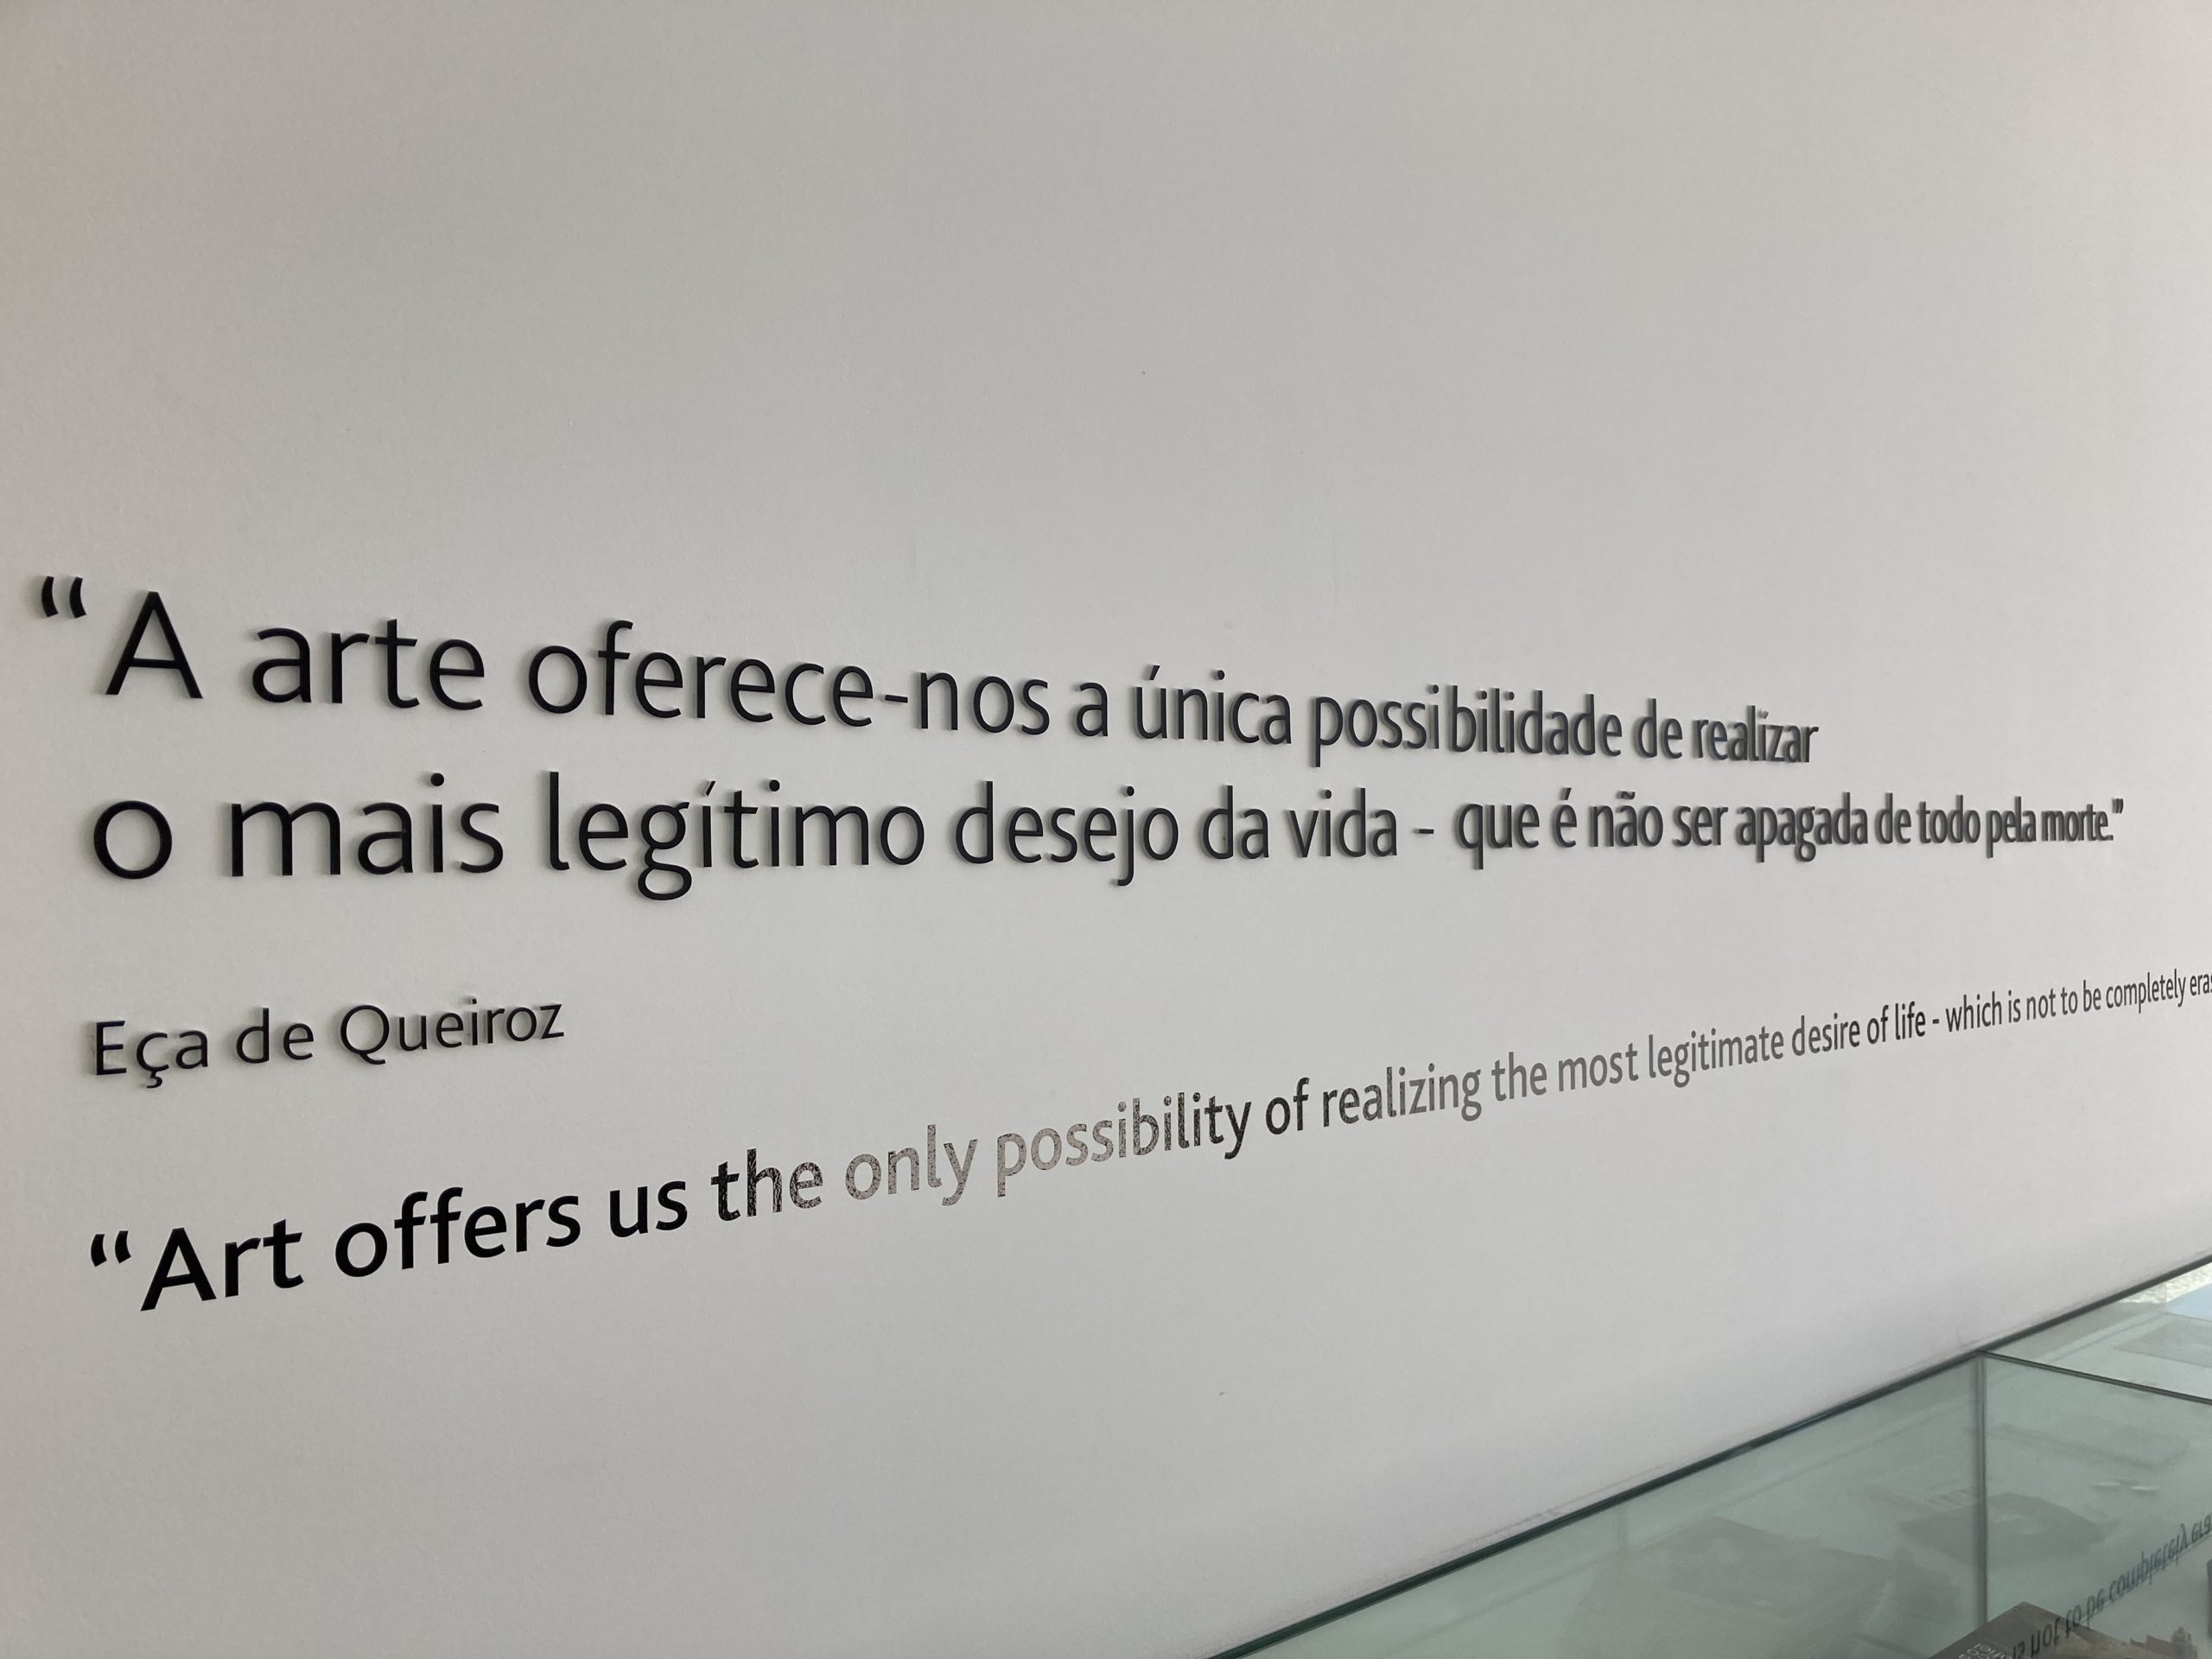 “A arte oferece-nos a única possibilidade de realizar
o mais legítimo desejo da vida - que é não ser apagada de todo pela morte.”
Eça de Queiroz
“Art offers us the only possibility of realizing the most legitimate desire of life - which is not to be completely